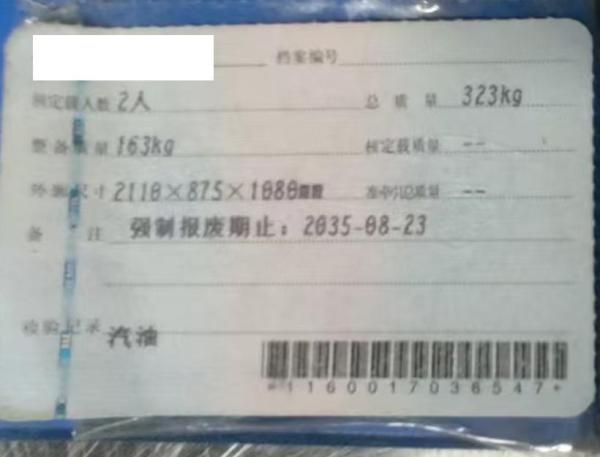 档案编号
核定载人数 2人 总质量 323kg
整备质量 163kg 核定载质量 --
外廓尺寸 2110×875×1080mm 准牵引总质量 --
备注 强制报废期止：2035-08-23
检验记录 汽油
*1160017036547*